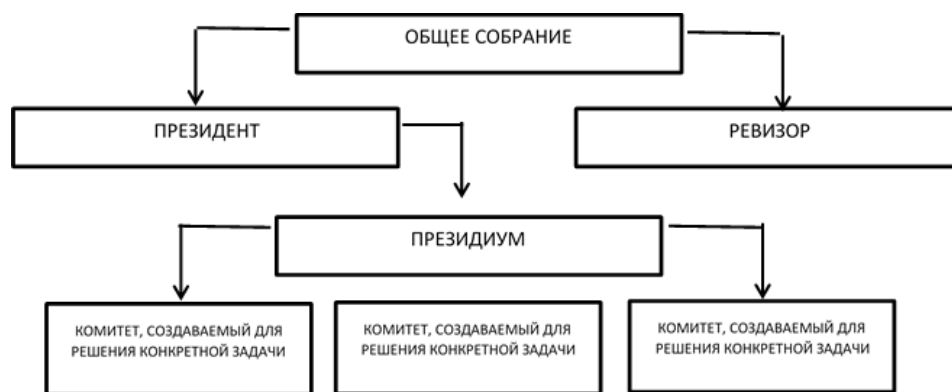 ОБЩЕЕ СОБРАНИЕ
ПРЕЗИДЕНТ
РЕВИЗОР
ПРЕЗИДИУМ
КОМИТЕТ, СОЗДАВАЕМЫЙ ДЛЯ
РЕШЕНИЯ КОНКРЕТНОЙ ЗАДАЧИ
КОМИТЕТ, СОЗДАВАЕМЫЙ ДЛЯ
РЕШЕНИЯ КОНКРЕТНОЙ ЗАДАЧИ
КОМИТЕТ, СОЗДАВАЕМЫЙ ДЛЯ
РЕШЕНИЯ КОНКРЕТНОЙ ЗАДАЧИ